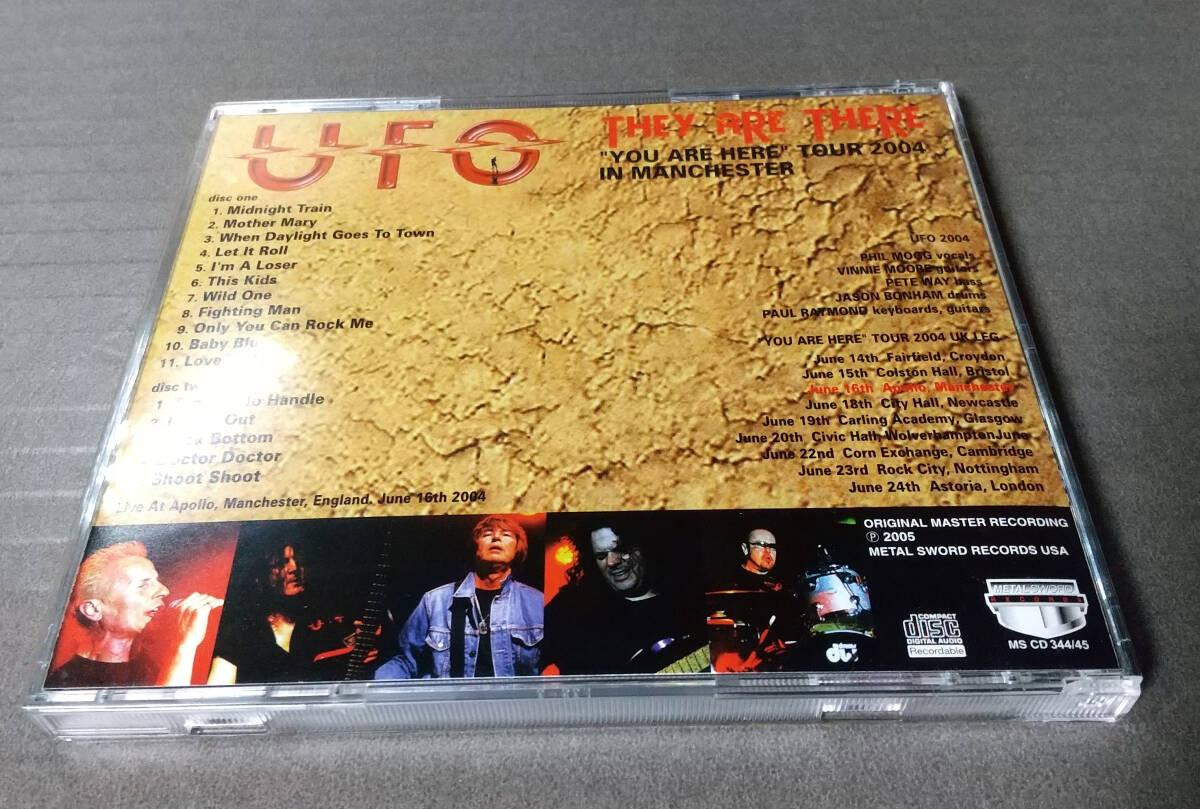 UFO
THEY ARE THERE
"YOU ARE HERE" TOUR 2004
IN MANCHESTER
disc one
1. Midnight Train
2. Mother Mary
3. When Daylight Goes To Town
4. Let It Roll
5. I'm A Loser
6. This Kids
7. Wild One
8. Fighting Man
9. Only You Can Rock Me
10. Baby Blu
11. Love
disc tw
1. Handle
Out
Bottom
Doctor Doctor
Shoot Shoot
Live At Apollo, Manchester, England. June 16th 2004
UFO 2004
PHIL MOGG vocals
VINNIE MOORE guitars
PETE WAY bass
JASON BONHAM drums
PAUL RAYMOND keyboards, guitars
"YOU ARE HERE" TOUR 2004 UK LEG
June 14th Fairfield, Croydon
June 15th Colston Hall, Bristol
June 16th Apollo, Manchester
June 18th City Hall, Newcastle
June 19th Carling Academy, Glasgow
June 20th Civic Hall, WolverhamptonJune
June 22nd Corn Exchange, Cambridge
June 23rd Rock City, Nottingham
June 24th Astoria, London
ORIGINAL MASTER RECORDING
℗ 2005
METAL SWORD RECORDS USA
METAL SWORD
RECORDS
COMPACT
disc
DIGITAL AUDIO
Recordable
MS CD 344/45